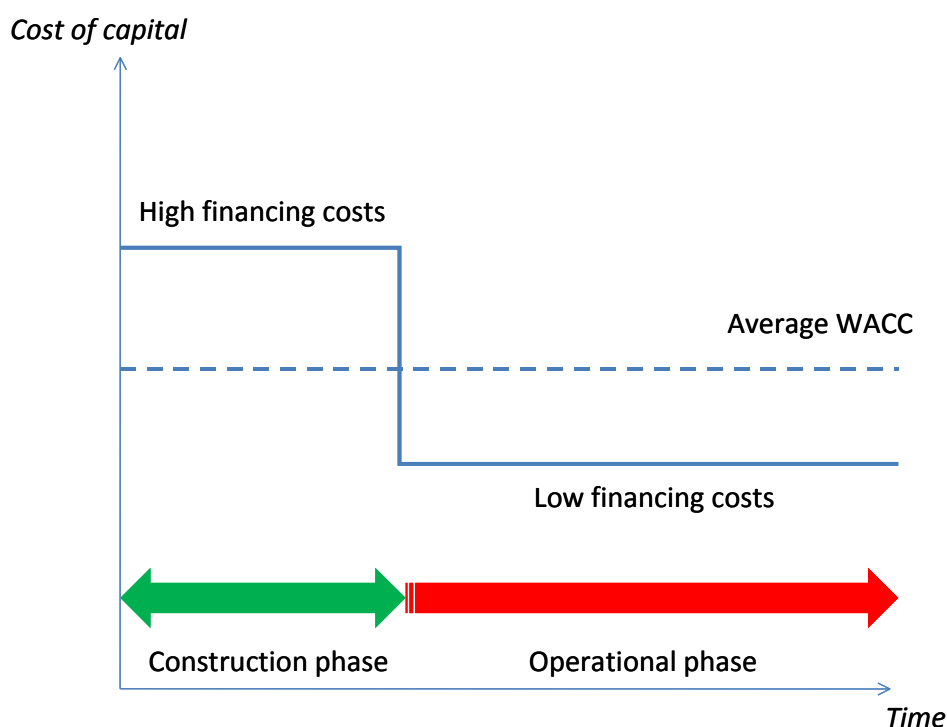 Cost of capital
High financing costs
Average WACC
Low financing costs
Construction phase
Operational phase
Time